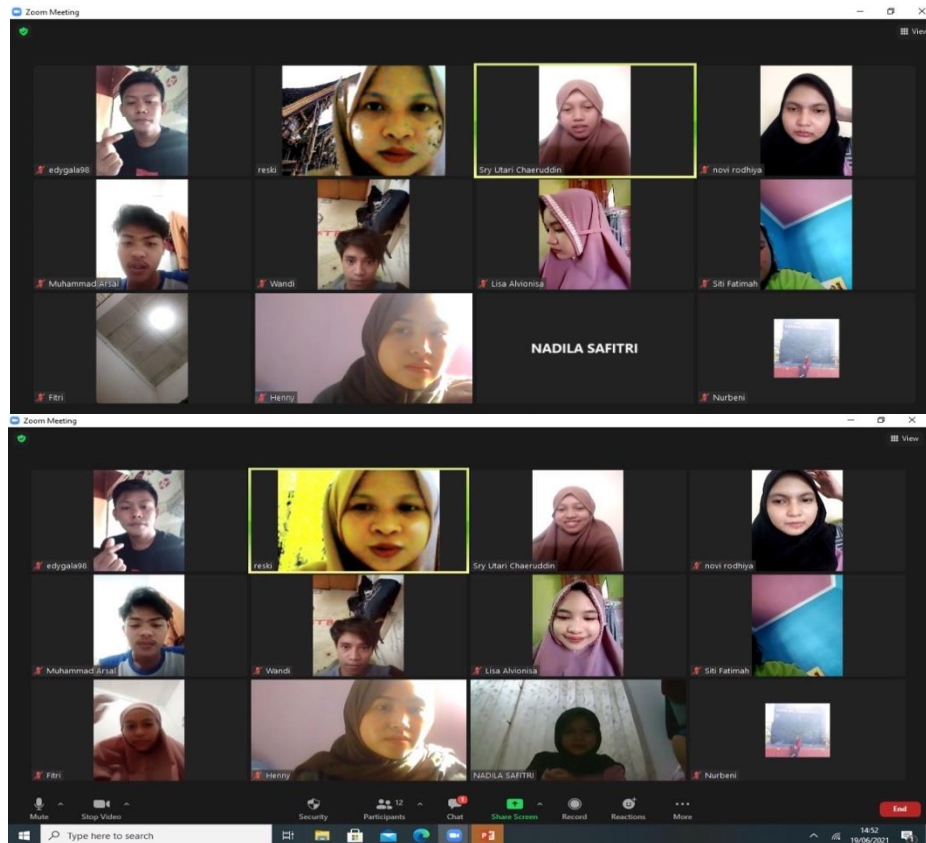 Zoom Meeting
View
edygala98
reski
Sry Utari Chaeruddin
novi rodhiya
Muhammad Arsal
Wandi
Lisa Alvionisa
Siti Fatimah
NADILA SAFITRI
Fitri
Henny
Nurbeni
Zoom Meeting
View
edygala98
reski
Sry Utari Chaeruddin
novi rodhiya
Muhammad Arsal
Wandi
Lisa Alvionisa
Siti Fatimah
Fitri
Henny
NADILA SAFITRI
Nurbeni
12
1
Mute
Stop Video
Security
Participants
Chat
Share Screen
Record
Reactions
More
End
Type here to search
14:52
19/06/2021